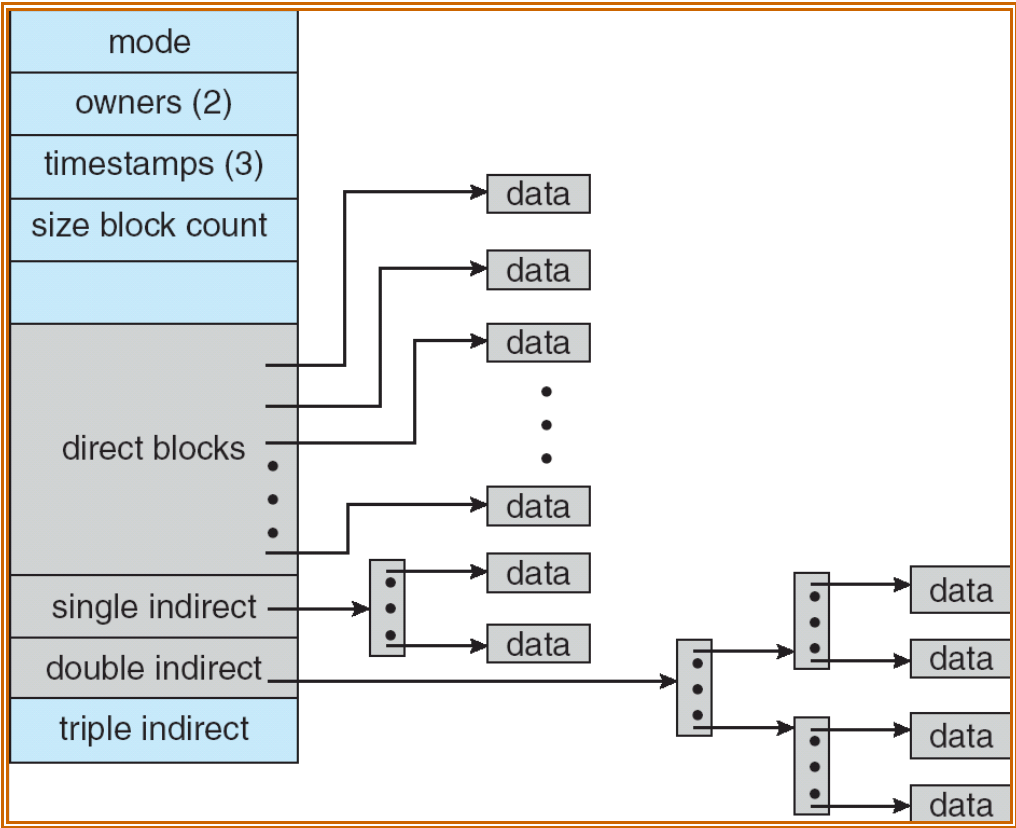 mode
owners (2)
timestamps (3)
size block count
direct blocks
single indirect
double indirect
triple indirect
data
data
data
data
data
data
data
data
data
data